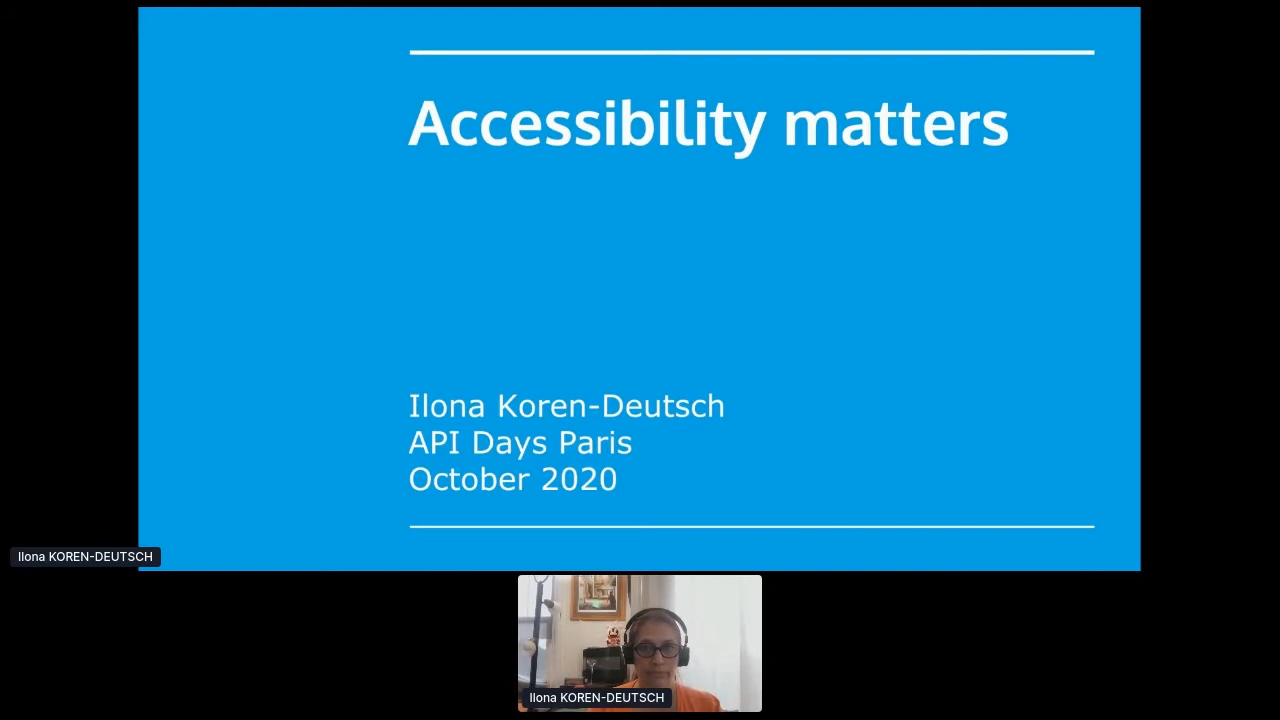 Accessibility matters
Ilona Koren-Deutsch
API Days Paris
October 2020
Ilona KOREN-DEUTSCH
Ilona KOREN-DEUTSCH